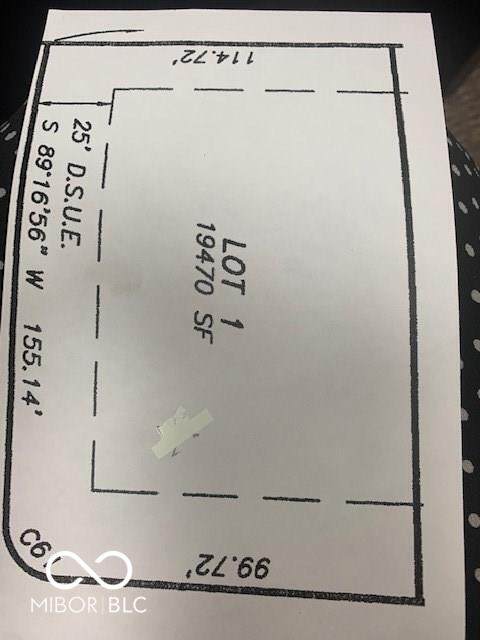 114.72'
25' D.S.U.E.
S 89°16'56" W 155.14'
LOT 1
19470 SF
C6
99.72'
MIBOR|BLC